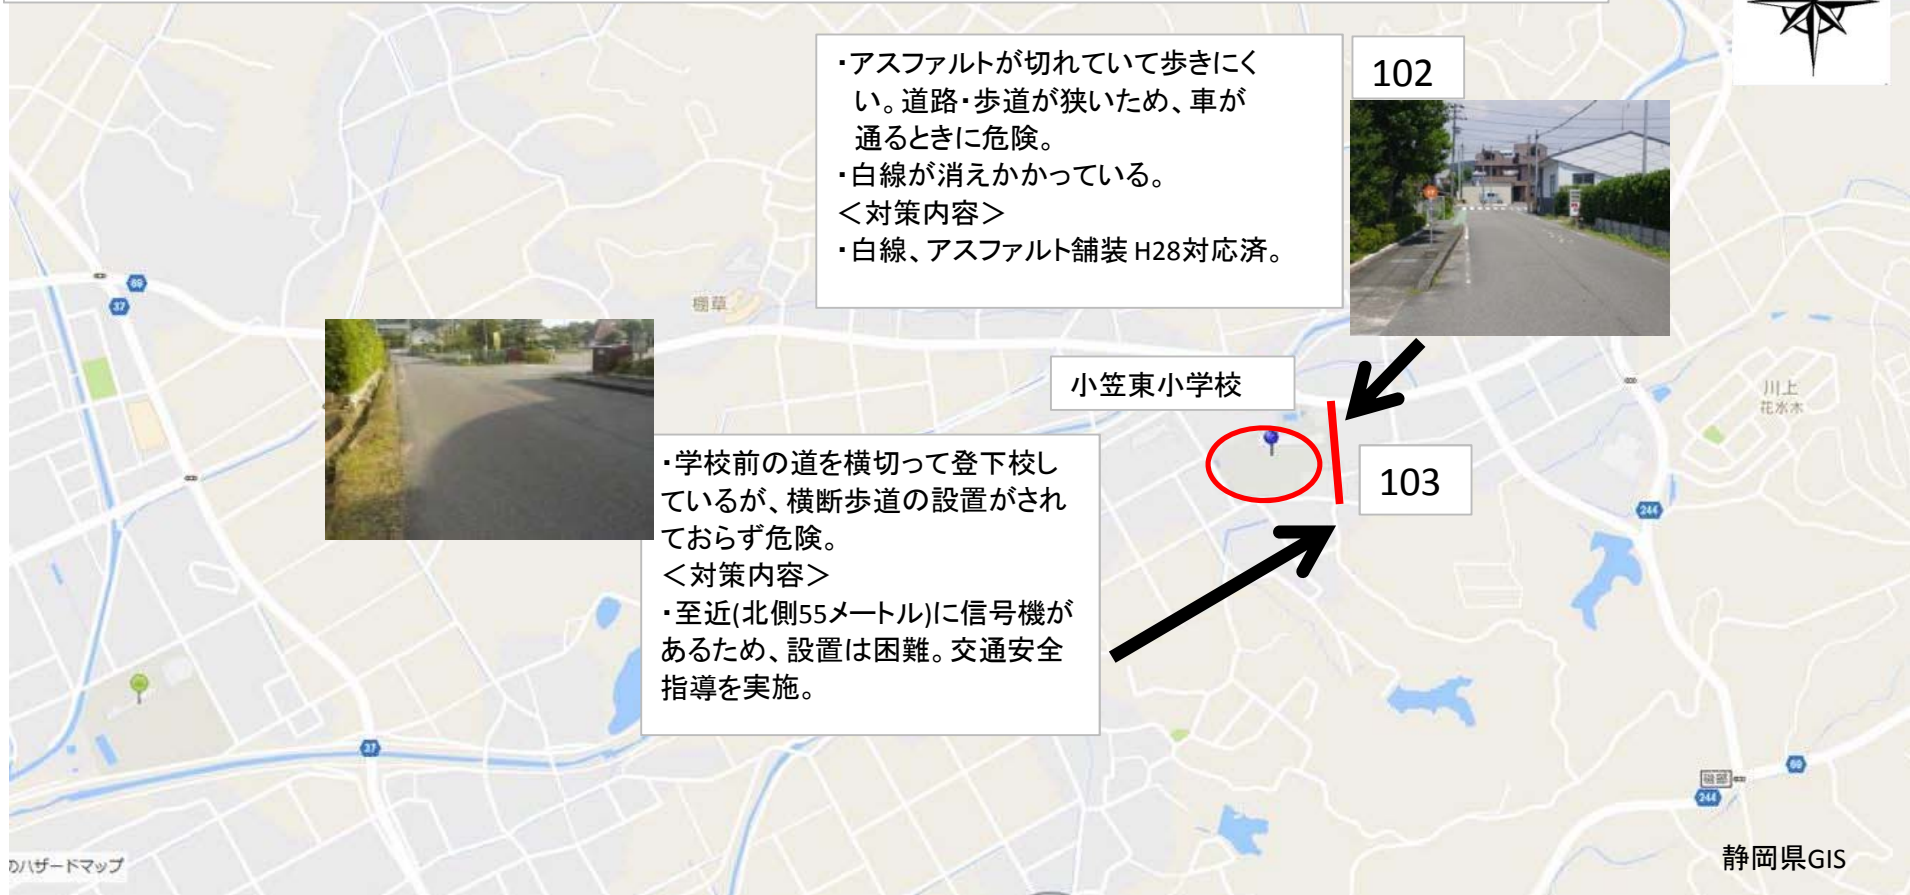 ・アスファルトが切れていて歩きにく
い。道路・歩道が狭いため、車が
通るときに危険。
・白線が消えかかっている。
＜対策内容＞
・白線、アスファルト舗装 H28対応済。
102
69
37
棚草
小笠東小学校
川上
花水木
103
244
・学校前の道を横切って登下校し
ているが、横断歩道の設置がされ
ておらず危険。
＜対策内容＞
・至近(北側55メートル)に信号機が
あるため、設置は困難。交通安全
指導を実施。
37
69
244
のハザードマップ
静岡県GIS